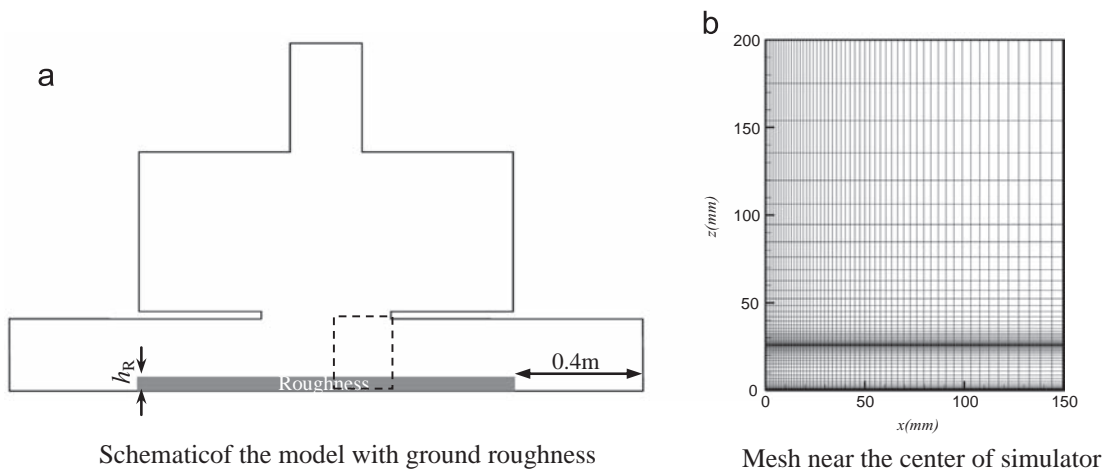 a
h_R
Roughness
0.4m
Schematicof the model with ground roughness
b
200
150
100
50
0
z(mm)
0 50 100 150
x(mm)
Mesh near the center of simulator